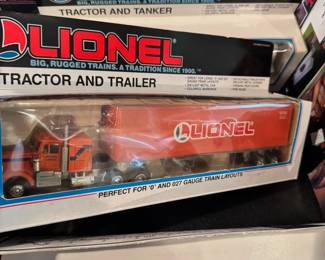 TRACTOR AND TANKER
LIONEL
BIG, RUGGED TRAINS. A TRADITION SINCE 1900.
TRACTOR AND TRAILER
LIONEL
PERFECT FOR 'O' AND 027 GAUGE TRAIN LAYOUTS